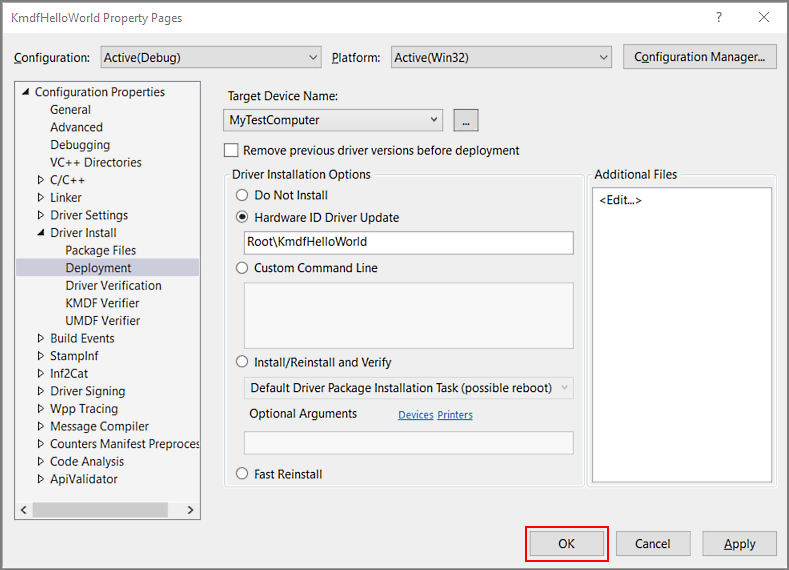 KmdfHelloWorld Property Pages
Configuration: Active(Debug) Platform: Active(Win32) Configuration Manager...
Configuration Properties
General
Advanced
Debugging
VC++ Directories
C/C++
Linker
Driver Settings
Driver Install
Package Files
Deployment
Driver Verification
KMDF Verifier
UMDF Verifier
Build Events
StampInf
Inf2Cat
Driver Signing
Wpp Tracing
Message Compiler
Counters Manifest Preproces
Code Analysis
ApiValidator
Target Device Name:
MyTestComputer ...
Remove previous driver versions before deployment
Driver Installation Options
Do Not Install
Hardware ID Driver Update
Root\KmdfHelloWorld
Custom Command Line
Install/Reinstall and Verify
Default Driver Package Installation Task (possible reboot)
Optional Arguments Devices Printers
Fast Reinstall
Additional Files
<Edit...>
OK Cancel Apply